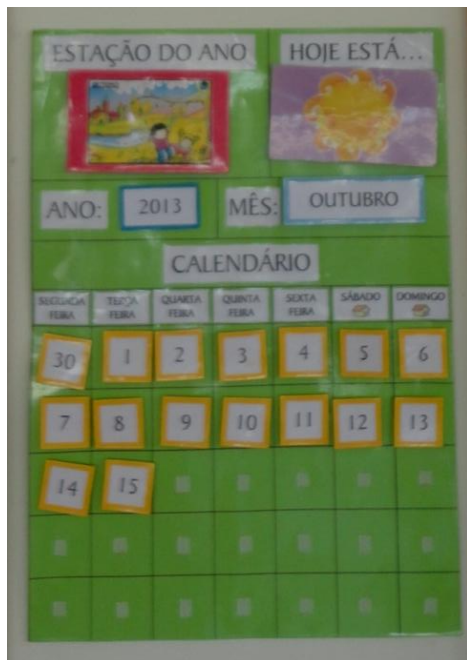 ESTAÇÃO DO ANO HOJE ESTÁ...
ANO: 2013 MÊS: OUTUBRO
CALENDÁRIO
SEGUNDA FEIRA TERÇA FEIRA QUARTA FEIRA QUINTA FEIRA SEXTA FEIRA SÁBADO DOMINGO
30 1 2 3 4 5 6
7 8 9 10 11 12 13
14 15